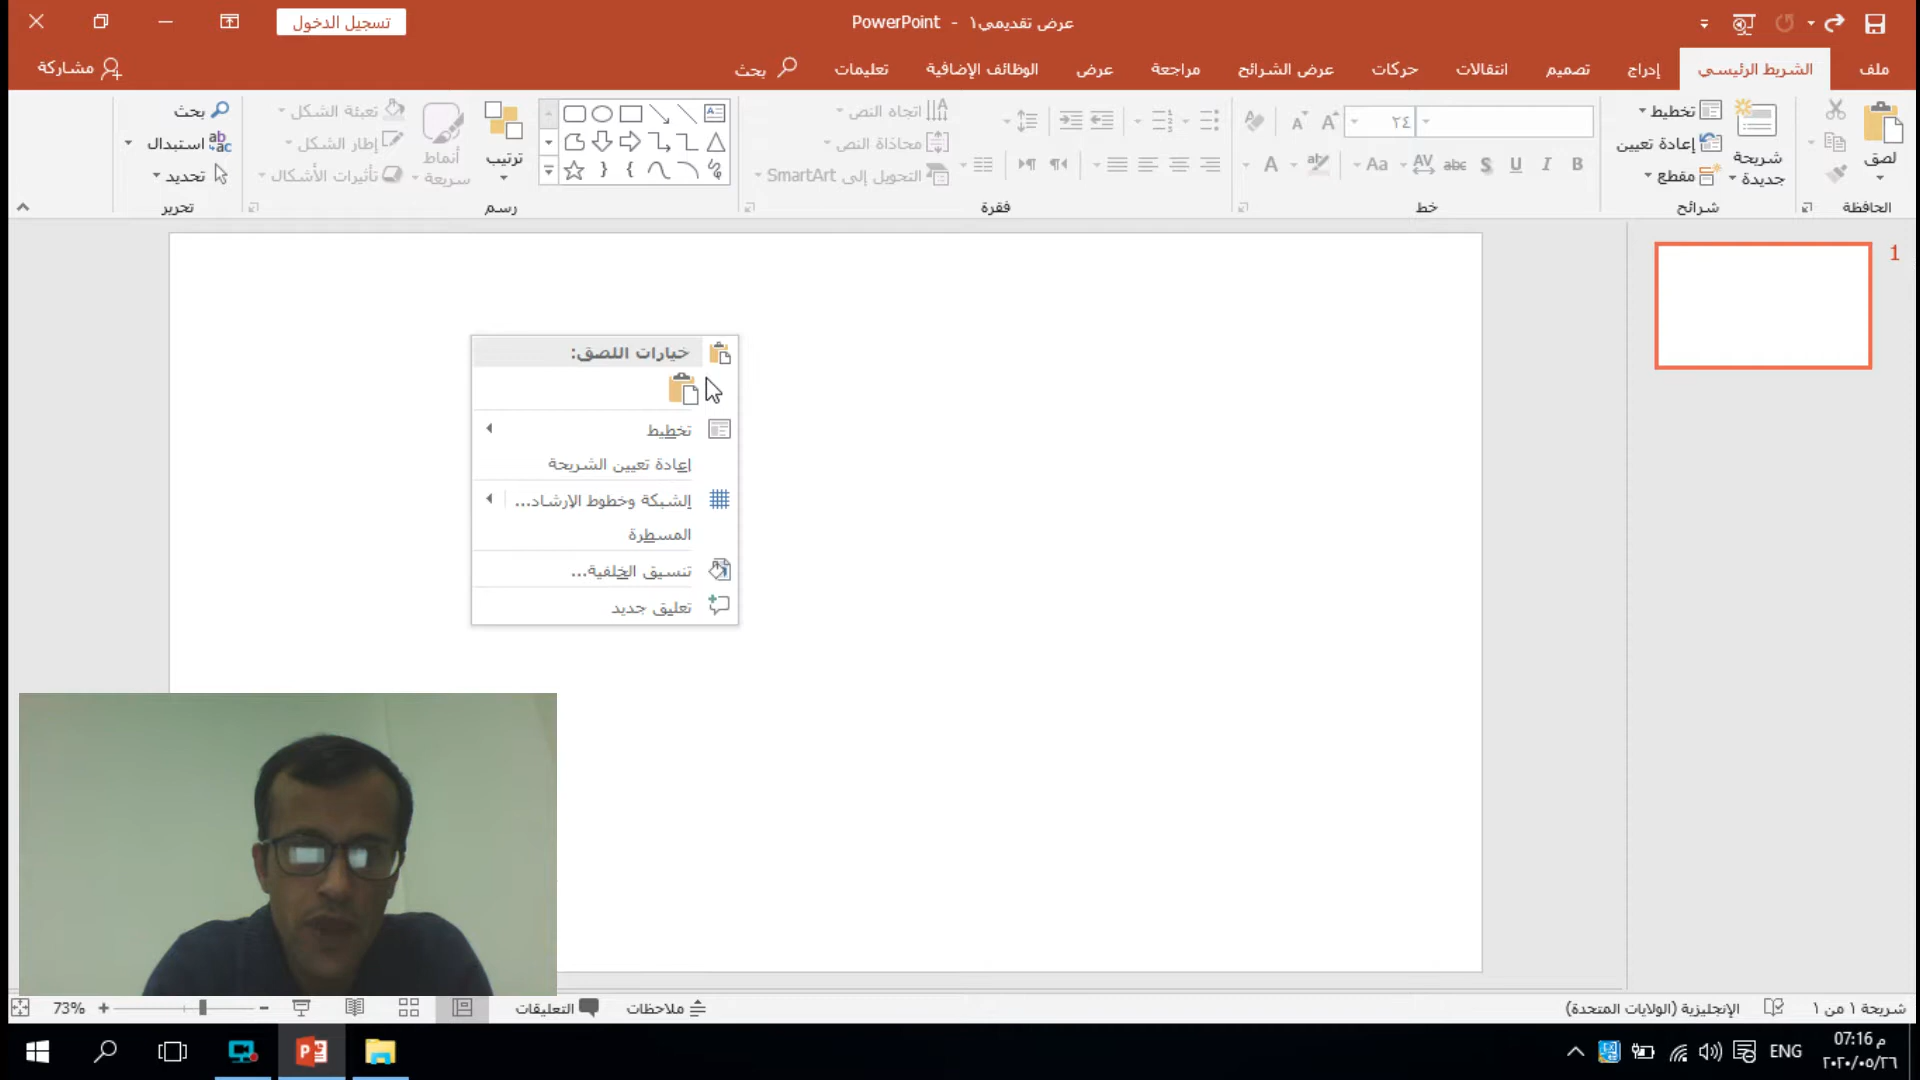 عرض تقديمي١ - PowerPoint
تسجيل الدخول
ملف
الشريط الرئيسي
إدراج
تصميم
انتقالات
حركات
عرض الشرائح
مراجعة
عرض
الوظائف الإضافية
تعليمات
بحث
مشاركة
لصق
الحافظة
شريحة
جديدة
تخطيط
إعادة تعيين
مقطع
شرائح
٢٤
B I U S abc AV Aa A
خط
اتجاه النص
محاذاة النص
التحويل إلى SmartArt
فقرة
ترتيب
أنماط
سريعة
تعبئة الشكل
إطار الشكل
تأثيرات الأشكال
رسم
بحث
استبدال
تحديد
تحرير
1
خيارات اللصق:
تخطيط
إعادة تعيين الشريحة
الشبكة وخطوط الإرشاد...
المسطرة
تنسيق الخلفية...
تعليق جديد
شريحة ١ من ١
الإنجليزية (الولايات المتحدة)
ملاحظات
التعليقات
73%
ENG
07:16 م
٢٠٢٠/٠٥/٢٦